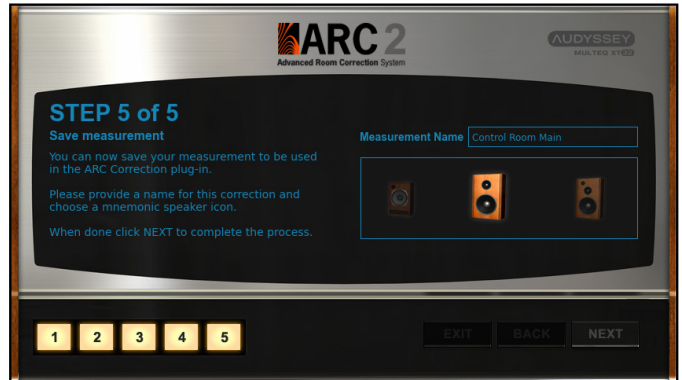 ARC 2
Advanced Room Correction System
AUDYSSEY
MULTEQ XT32
STEP 5 of 5
Save measurement
You can now save your measurement to be used
in the ARC Correction plug-in.
Please provide a name for this correction and
choose a mnemonic speaker icon.
When done click NEXT to complete the process.
Measurement Name Control Room Main
1 2 3 4 5
EXIT BACK NEXT